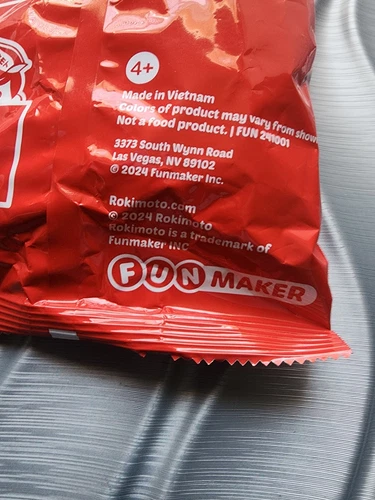 4+
Made in Vietnam
Colors of product may vary from show
Not a food product. | FUN 241001
3373 South Wynn Road
Las Vegas, NV 89102
© 2024 Funmaker Inc.
Rokimoto.com
© 2024 Rokimoto
Rokimoto is a trademark of
Funmaker INC
FUN MAKER